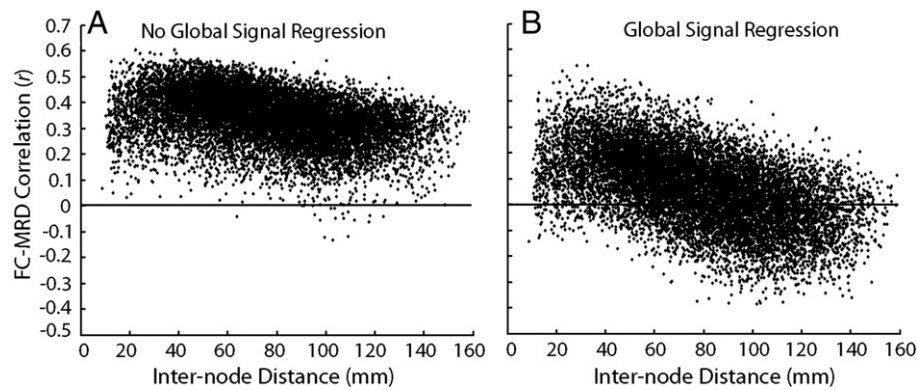 A
No Global Signal Regression
FC-MRD Correlation (r)
0.7
0.6
0.5
0.4
0.3
0.2
0.1
0
-0.1
-0.2
-0.3
-0.4
-0.5
0 20 40 60 80 100 120 140 160
Inter-node Distance (mm)
B
Global Signal Regression
0 20 40 60 80 100 120 140 160
Inter-node Distance (mm)